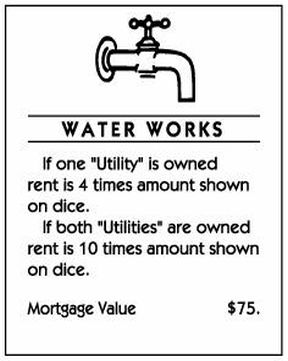 WATER WORKS
If one "Utility" is owned
rent is 4 times amount shown
on dice.
If both "Utilities" are owned
rent is 10 times amount shown
on dice.
Mortgage Value $75.